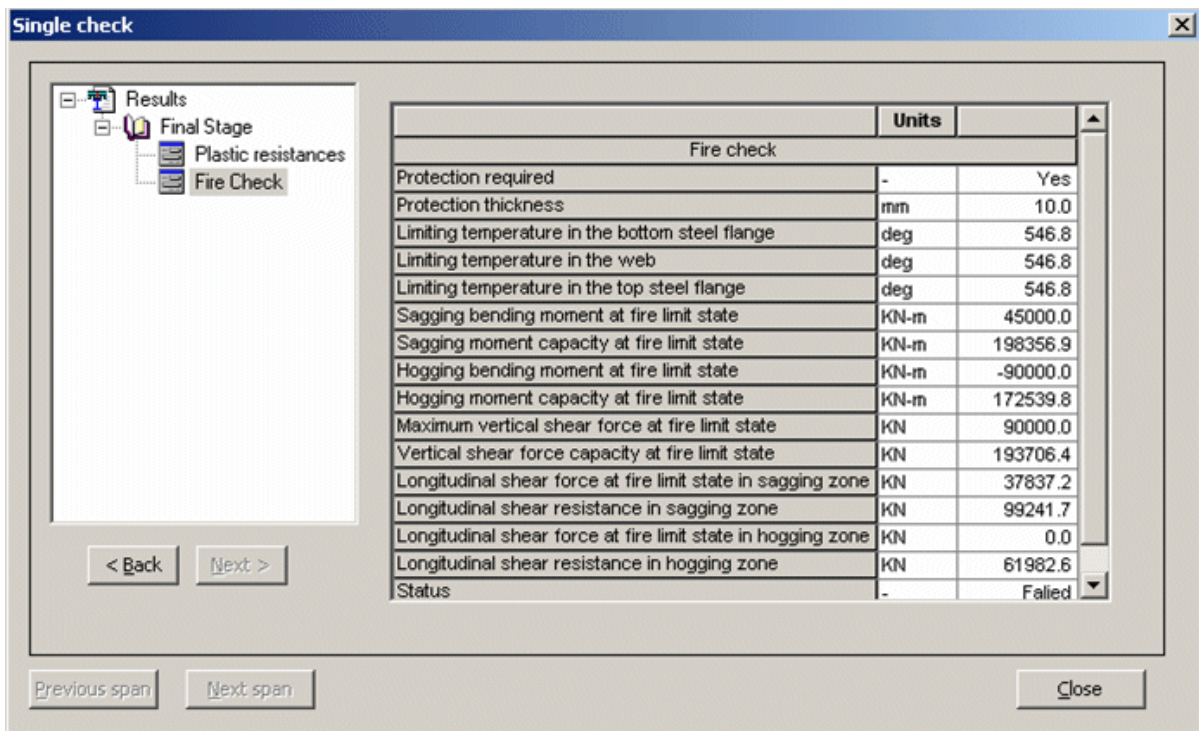 Single check
Results
Final Stage
Plastic resistances
Fire Check
Units
Fire check
Protection required - Yes
Protection thickness mm 10.0
Limiting temperature in the bottom steel flange deg 546.8
Limiting temperature in the web deg 546.8
Limiting temperature in the top steel flange deg 546.8
Sagging bending moment at fire limit state KN-m 45000.0
Sagging moment capacity at fire limit state KN-m 198356.9
Hogging bending moment at fire limit state KN-m -90000.0
Hogging moment capacity at fire limit state KN-m 172539.8
Maximum vertical shear force at fire limit state KN 90000.0
Vertical shear force capacity at fire limit state KN 193706.4
Longitudinal shear force at fire limit state in sagging zone KN 37837.2
Longitudinal shear resistance in sagging zone KN 99241.7
Longitudinal shear force at fire limit state in hogging zone KN 0.0
Longitudinal shear resistance in hogging zone KN 61982.6
Status - Falied
< Back Next >
Previous span Next span Close